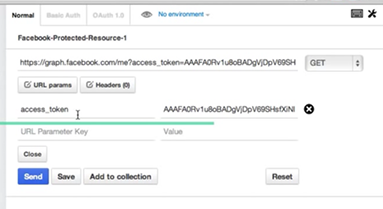 Normal Basic Auth OAuth 1.0 No environment
Facebook-Protected-Resource-1
https://graph.facebook.com/me?access_token=AAAFA0Rv1u8oBADgVjDpV69SH GET
URL params Headers (0)
access_token AAAFA0Rv1u8oBADgVjDpV69SHsfXiNl
URL Parameter Key Value
Close
Send Save Add to collection Reset